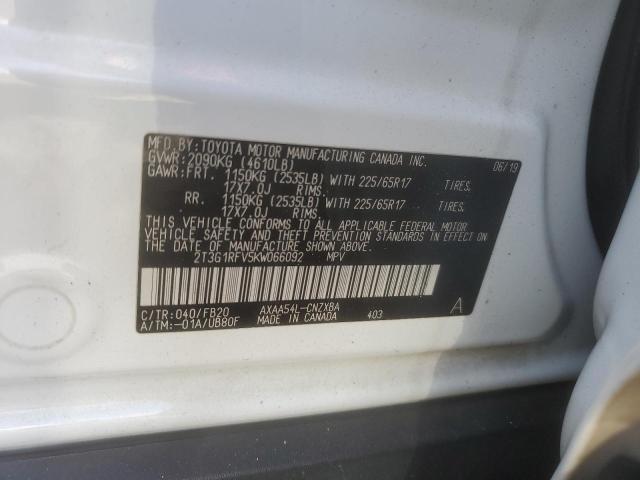 MFD.BY: TOYOTA MOTOR MANUFACTURING CANADA INC. 06/19
GVWR: 2090KG (4610LB)
GAWR: FRT. 1150KG (2535LB) WITH 225/65R17 TIRES.
17X7.0J RIMS.
RR. 1150KG (2535LB) WITH 225/65R17 TIRES.
17X7.0J RIMS.
THIS VEHICLE CONFORMS TO ALL APPLICABLE FEDERAL MOTOR
VEHICLE SAFETY AND THEFT PREVENTION STANDARDS IN EFFECT ON
THE DATE OF MANUFACTURE SHOWN ABOVE.
2T3G1RFV5KW066092 MPV
C/TR: 040/FB20 AXAA54L-CNZXBA A
A/TM: -01A/UB80F MADE IN CANADA 403